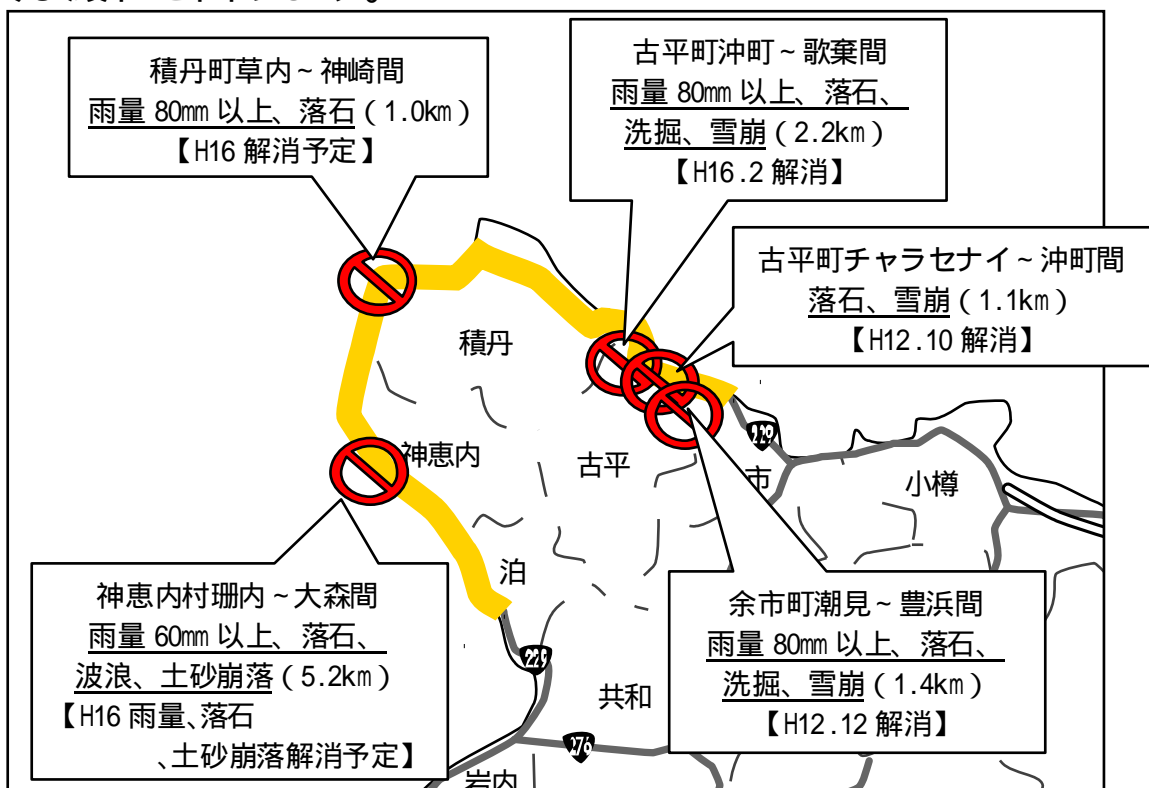 積丹町草内～神崎間
雨量 80mm 以上、落石（1.0km）
【H16 解消予定】
古平町沖町～歌棄間
雨量 80mm 以上、落石、
洗掘、雪崩（2.2km）
【H16.2 解消】
古平町チャラセナイ～沖町間
落石、雪崩（1.1km）
【H12.10 解消】
積丹
神恵内
古平
市
229
小樽
泊
神恵内村珊内～大森間
雨量 60mm 以上、落石、
波浪、土砂崩落（5.2km）
【H16 雨量、落石
、土砂崩落解消予定】
229
共和
276
岩内
余市町潮見～豊浜間
雨量 80mm 以上、落石、
洗掘、雪崩（1.4km）
【H12.12 解消】